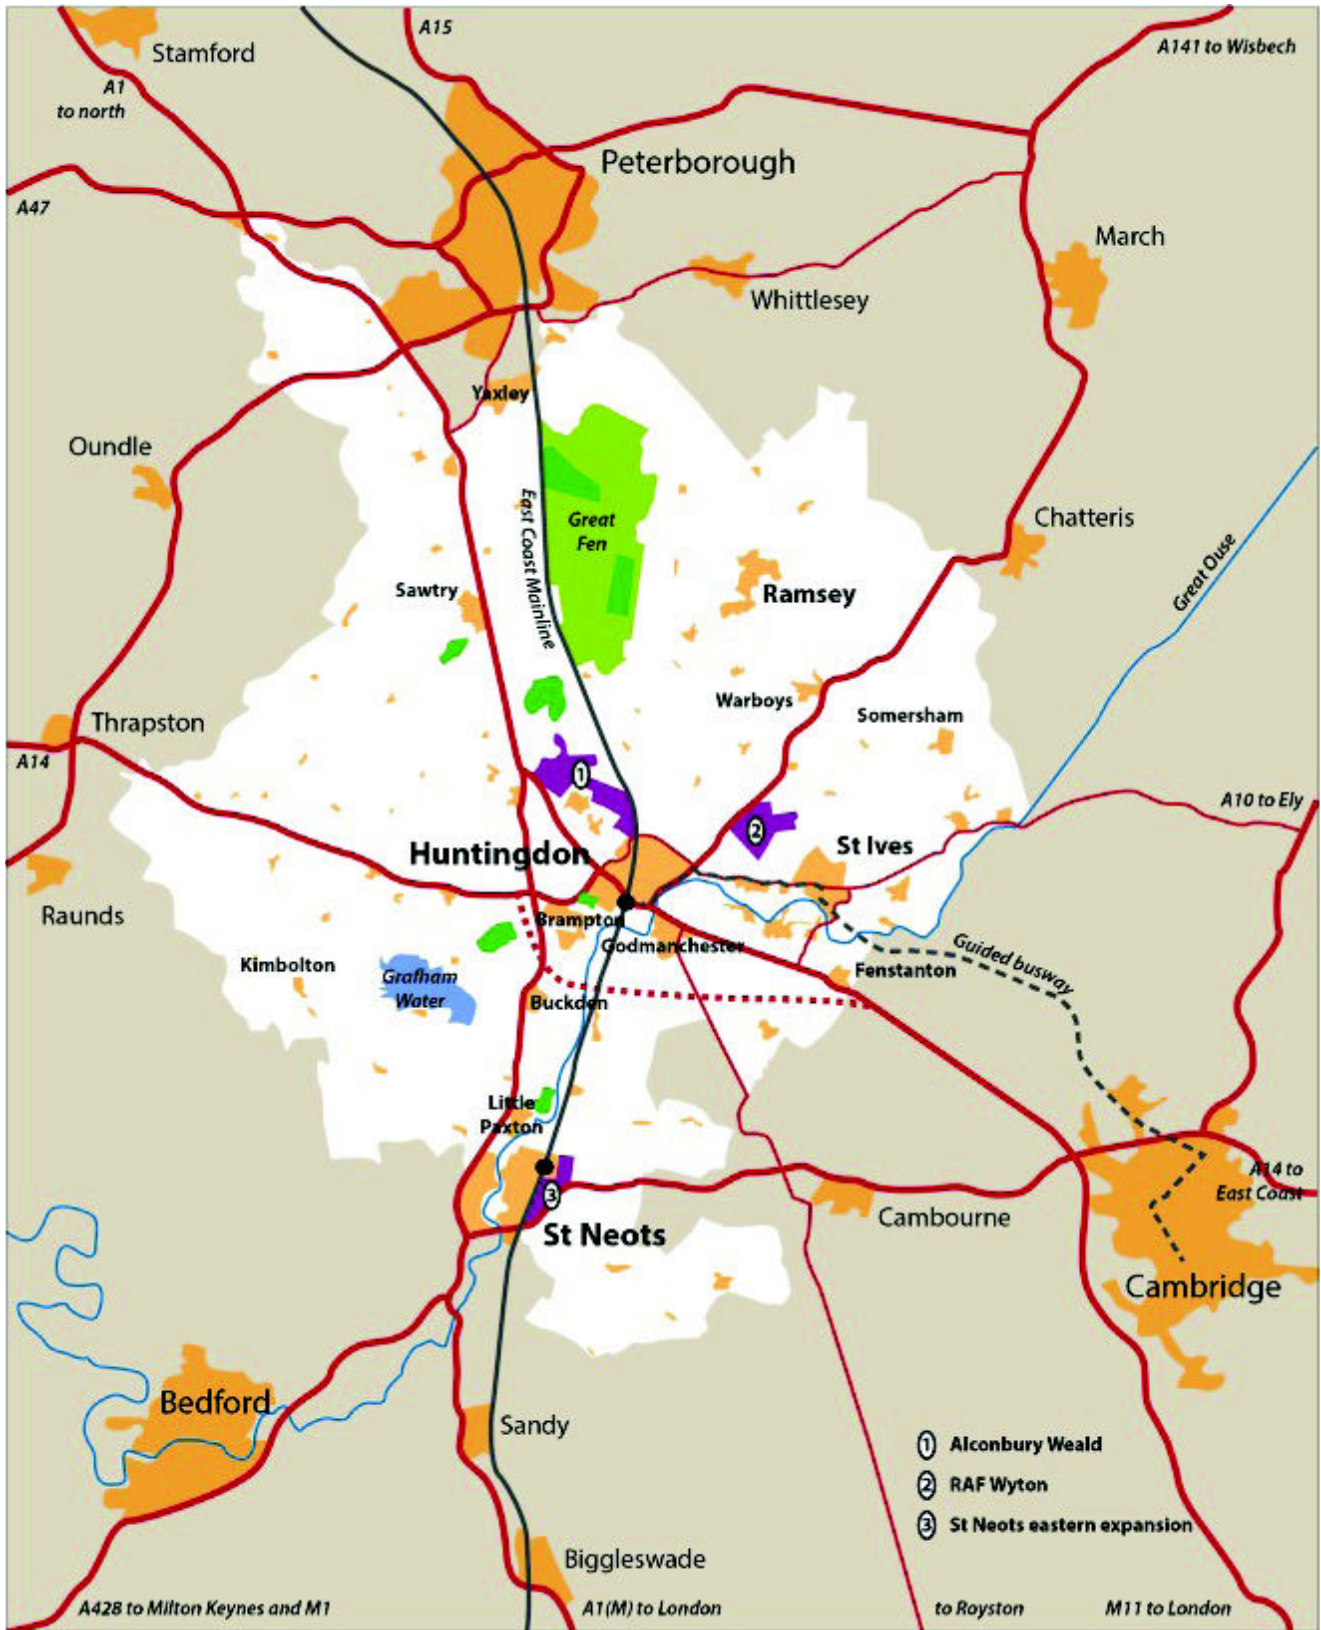 A15
A141 to Wisbech
Stamford
A1
to north
Peterborough
A47
March
Whittlesey
Yaxley
Oundle
East Coast Mainline
Great
Fen
Chatteris
Great Ouse
Sawtry
Ramsey
Warboys
Somersham
Thrapston
A14
1
A10 to Ely
2
Huntingdon
St Ives
Raunds
Brampton
Godmanchester
Guided busway
Kimbolton
Grafham
Water
Fenstanton
Buckden
Little
Paxton
3
A14 to
East Coast
Cambourne
St Neots
Cambridge
Bedford
Sandy
1 Alconbury Weald
2 RAF Wyton
3 St Neots eastern expansion
Biggleswade
A428 to Milton Keynes and M1
A1(M) to London
to Royston
M11 to London